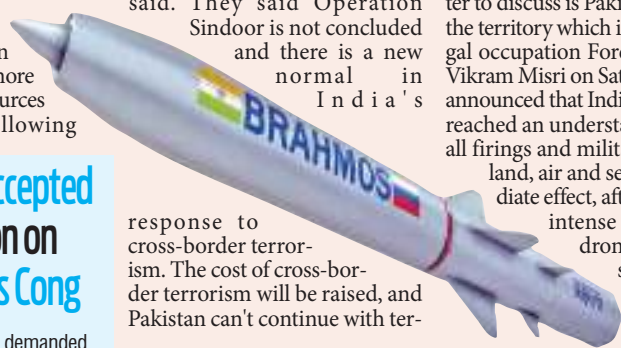 said. They said Operation
Sindoor is not concluded
and there is a new
normal in
India's
response to
cross-border terror-
ism. The cost of cross-bor-
der terrorism will be raised, and
Pakistan can't continue with ter-
n
more
urces
llowing
ccepted
on on
s Cong
demanded
BRAHMOS
ter to discuss is Paki
the territory which i
gal occupation Fore
Vikram Misri on Sat
announced that Indi
reached an understa
all firings and milit
land, air and se
diate effect, aft
intense
dron
s